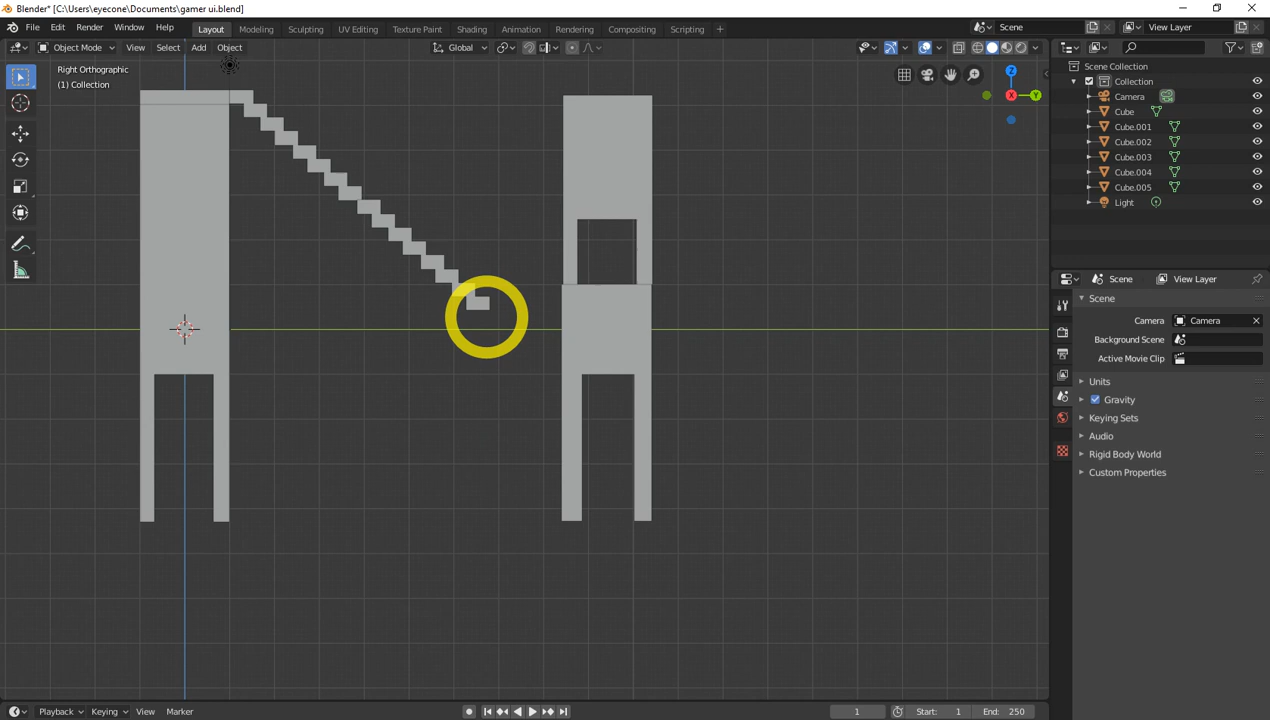 Blender* [C:\Users\eyecone\Documents\gamer ui.blend]
File Edit Render Window Help
Layout Modeling Sculpting UV Editing Texture Paint Shading Animation Rendering Compositing Scripting +
Scene
View Layer
Object Mode View Select Add Object
Global
Right Orthographic
(1) Collection
Z
X
Y
Scene Collection
Collection
Camera
Cube
Cube.001
Cube.002
Cube.003
Cube.004
Cube.005
Light
Scene View Layer
Scene
Camera Camera
Background Scene
Active Movie Clip
Units
Gravity
Keying Sets
Audio
Rigid Body World
Custom Properties
Playback Keying View Marker
1
Start: 1
End: 250